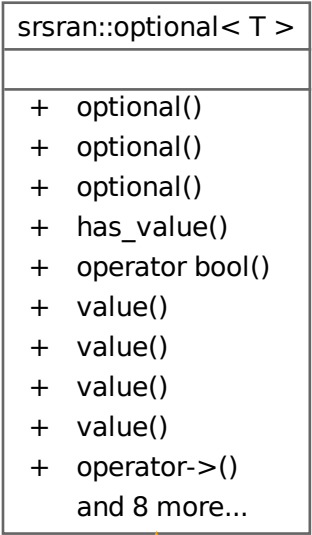 srsran::optional< T >
+ optional()
+ optional()
+ optional()
+ has_value()
+ operator bool()
+ value()
+ value()
+ value()
+ value()
+ operator->()
and 8 more...